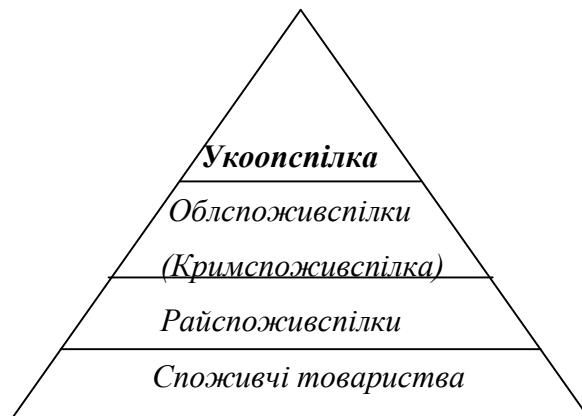 Укоопспілка
Облспоживспілки
(Кримспоживспілка)
Райспоживспілки
Споживчі товариства